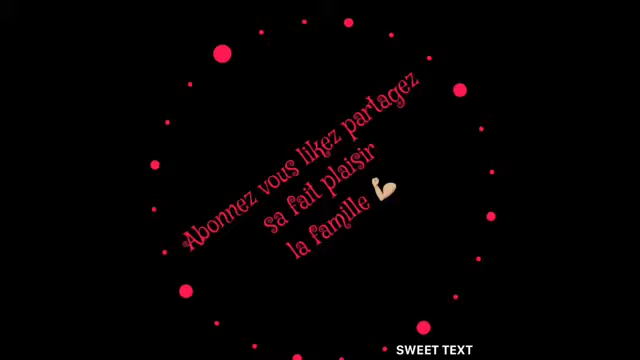 Abonnez vous likez partagez
sa fait plaisir
la famille 💪🏼
SWEET TEXT